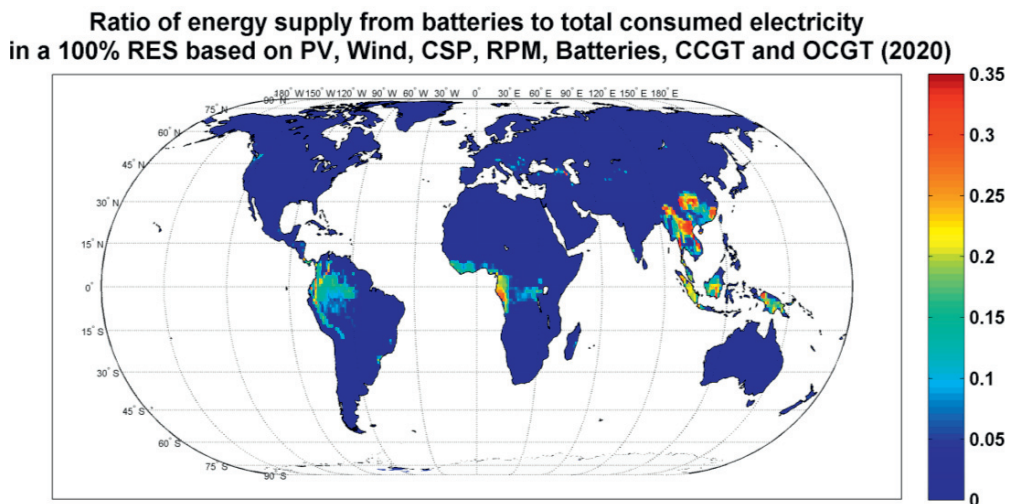 Ratio of energy supply from batteries to total consumed electricity
in a 100% RES based on PV, Wind, CSP, RPM, Batteries, CCGT and OCGT (2020)
180° W 150° W 120° W 90° W 60° W 30° W 0° 30° E 60° E 90° E 120° E 150° E 180° E
90° N
75° N
60° N
45° N
30° N
15° N
0°
15° S
30° S
45° S
60° S
75° S
90° S
0.35
0.3
0.25
0.2
0.15
0.1
0.05
0